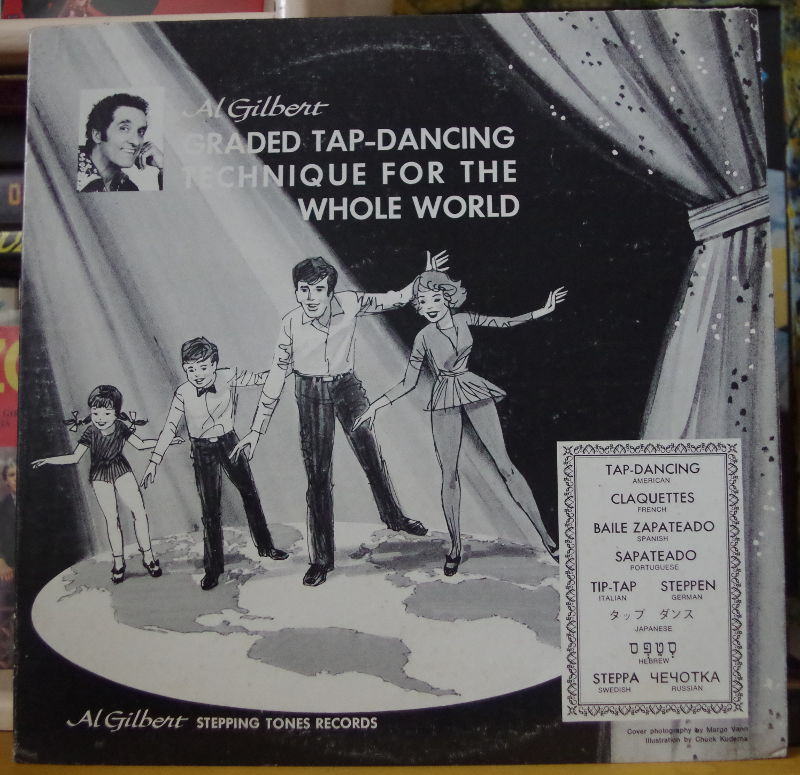 Al Gilbert
GRADED TAP-DANCING
TECHNIQUE FOR THE
WHOLE WORLD
TAP-DANCING
AMERICAN
CLAQUETTES
FRENCH
BAILE ZAPATEADO
SPANISH
SAPATEADO
PORTUGUESE
TIP-TAP STEPPEN
ITALIAN GERMAN
タップ ダンス
JAPANESE
HEBREW
STEPPA ЧЕЧОТКА
SWEDISH RUSSIAN
Al Gilbert STEPPING TONES RECORDS
Cover photography by Margo Vann
Illustration by Chuck Kudema